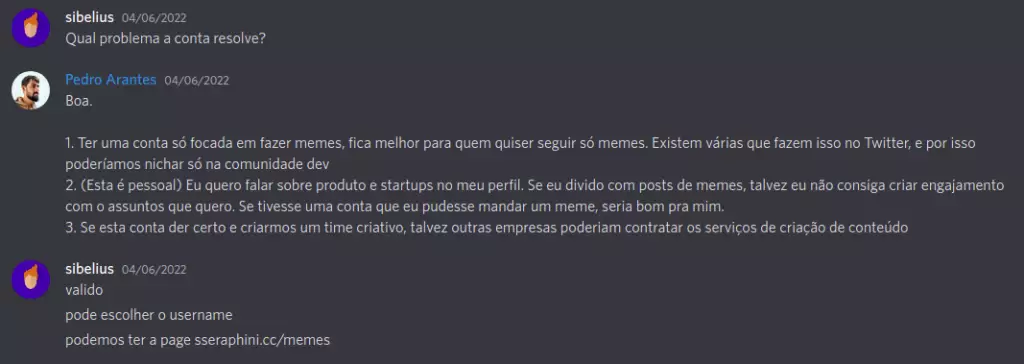 sibelius 04/06/2022
Qual problema a conta resolve?
Pedro Arantes 04/06/2022
Boa.
1. Ter uma conta só focada em fazer memes, fica melhor para quem quiser seguir só memes. Existem várias que fazem isso no Twitter, e por isso
poderíamos nichar só na comunidade dev
2. (Esta é pessoal) Eu quero falar sobre produto e startups no meu perfil. Se eu divido com posts de memes, talvez eu não consiga criar engajamento
com o assuntos que quero. Se tivesse uma conta que eu pudesse mandar um meme, seria bom pra mim.
3. Se esta conta der certo e criarmos um time criativo, talvez outras empresas poderiam contratar os serviços de criação de conteúdo
sibelius 04/06/2022
valido
pode escolher o username
podemos ter a page sseraphini.cc/memes